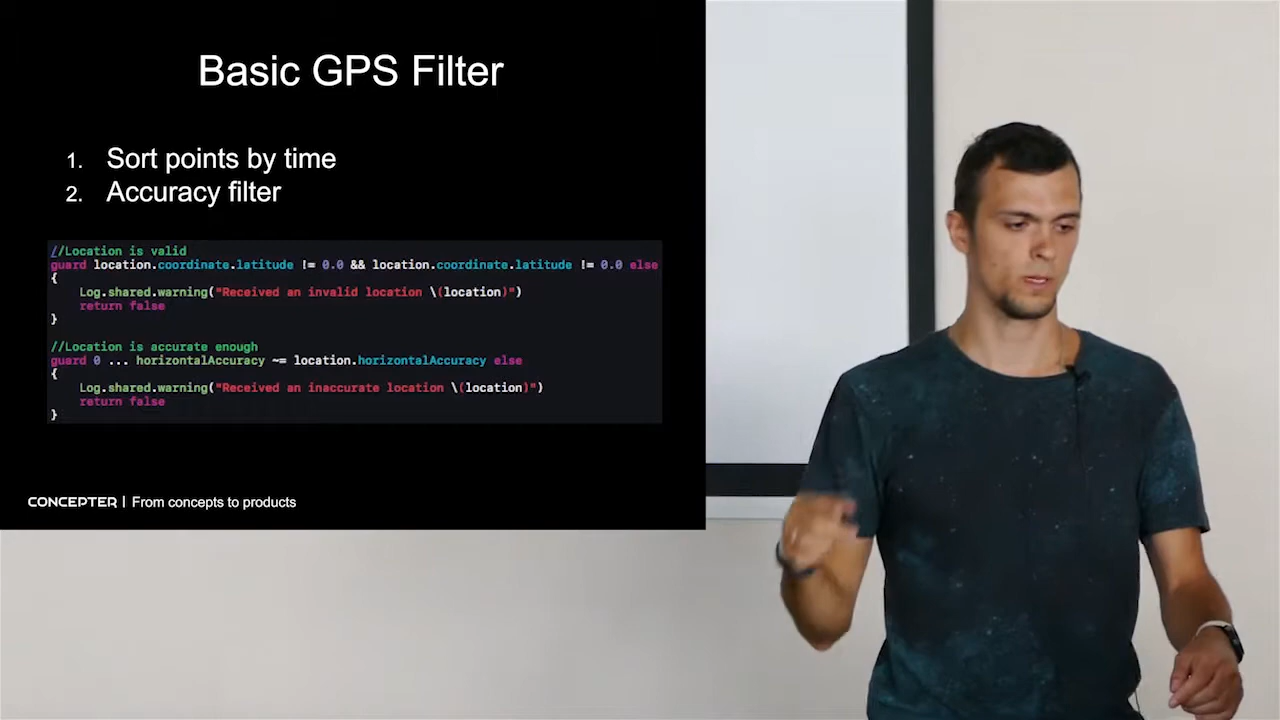 Basic GPS Filter
1. Sort points by time
2. Accuracy filter
//Location is valid
guard location.coordinate.latitude != 0.0 && location.coordinate.latitude != 0.0 else
{
    Log.shared.warning("Received an invalid location \(location)")
    return false
}
//Location is accurate enough
guard 0 ... horizontalAccuracy ~= location.horizontalAccuracy else
{
    Log.shared.warning("Received an inaccurate location \(location)")
    return false
}
CONCEPTER | From concepts to products